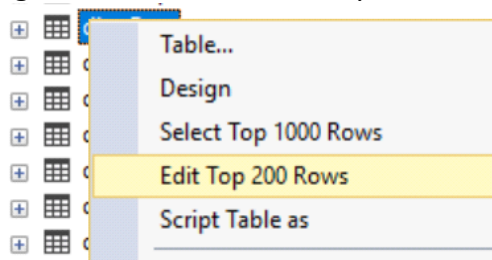 Table...
Design
Select Top 1000 Rows
Edit Top 200 Rows
Script Table as